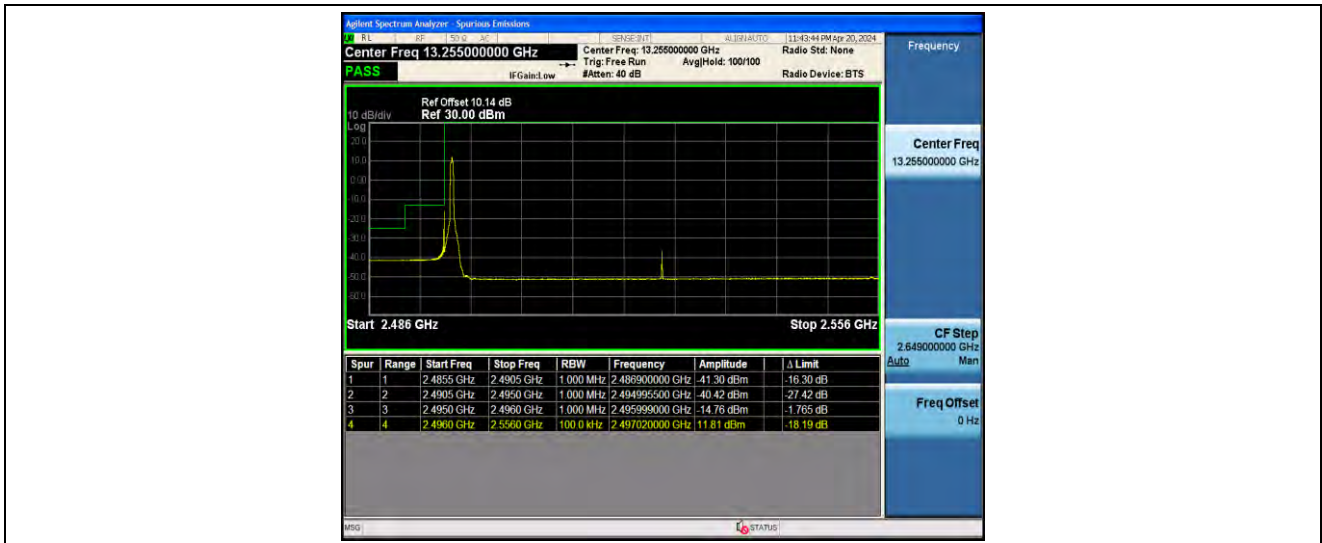 Agilent Spectrum Analyzer - Spurious Emissions
RL RF 50 Ω AC SENSE:INT ALIGN AUTO 11:43:44 PM Apr 20, 2024
Center Freq 13.255000000 GHz
Center Freq: 13.255000000 GHz
Radio Std: None
Trig: Free Run Avg|Hold: 100/100
PASS
IFGain:Low
#Atten: 40 dB
Radio Device: BTS
Ref Offset 10.14 dB
10 dB/div Ref 30.00 dBm
Log
20.0
10.0
0.00
-10.0
-20.0
-30.0
-40.0
-50.0
-60.0
Start 2.486 GHz Stop 2.556 GHz
Spur Range Start Freq Stop Freq RBW Frequency Amplitude Δ Limit
1 1 2.4855 GHz 2.4905 GHz 1.000 MHz 2.486900000 GHz -41.30 dBm -16.30 dB
2 2 2.4905 GHz 2.4950 GHz 1.000 MHz 2.494995500 GHz -40.42 dBm -27.42 dB
3 3 2.4950 GHz 2.4960 GHz 1.000 MHz 2.495999000 GHz -14.76 dBm -1.765 dB
4 4 2.4960 GHz 2.5560 GHz 100.0 kHz 2.497020000 GHz 11.81 dBm -18.19 dB
MSG STATUS
Frequency
Center Freq
13.255000000 GHz
CF Step
2.649000000 GHz
Auto Man
Freq Offset
0 Hz